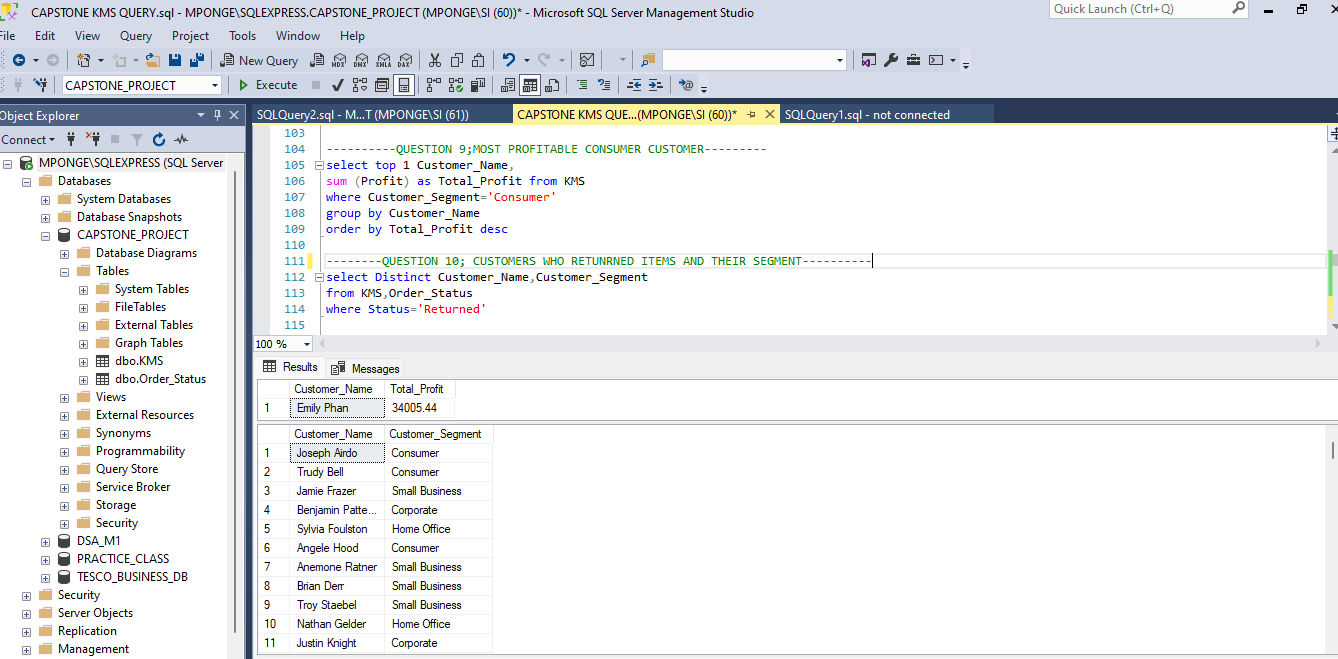 CAPSTONE KMS QUERY.sql - MPONGE\SQLEXPRESS.CAPSTONE_PROJECT (MPONGE\SI (60))* - Microsoft SQL Server Management Studio
Quick Launch (Ctrl+Q)
File Edit View Query Project Tools Window Help
New Query MDX DMX XMLA DAX
CAPSTONE_PROJECT Execute
Object Explorer
Connect
MPONGE\SQLEXPRESS (SQL Server
Databases
System Databases
Database Snapshots
CAPSTONE_PROJECT
Database Diagrams
Tables
System Tables
FileTables
External Tables
Graph Tables
dbo.KMS
dbo.Order_Status
Views
External Resources
Synonyms
Programmability
Query Store
Service Broker
Storage
Security
DSA_M1
PRACTICE_CLASS
TESCO_BUSINESS_DB
Security
Server Objects
Replication
Management
SQLQuery2.sql - M...T (MPONGE\SI (61)) CAPSTONE KMS QUE...(MPONGE\SI (60))* SQLQuery1.sql - not connected
103
104 ----------QUESTION 9;MOST PROFITABLE CONSUMER CUSTOMER---------
105 select top 1 Customer_Name,
106 sum (Profit) as Total_Profit from KMS
107 where Customer_Segment='Consumer'
108 group by Customer_Name
109 order by Total_Profit desc
110
111 --------QUESTION 10; CUSTOMERS WHO RETUNRNED ITEMS AND THEIR SEGMENT----------
112 select Distinct Customer_Name,Customer_Segment
113 from KMS,Order_Status
114 where Status='Returned'
115
100 %
Results Messages
Customer_Name Total_Profit
1 Emily Phan 34005.44
Customer_Name Customer_Segment
1 Joseph Airdo Consumer
2 Trudy Bell Consumer
3 Jamie Frazer Small Business
4 Benjamin Patte... Corporate
5 Sylvia Foulston Home Office
6 Angele Hood Consumer
7 Anemone Ratner Small Business
8 Brian Derr Small Business
9 Troy Staebel Small Business
10 Nathan Gelder Home Office
11 Justin Knight Corporate